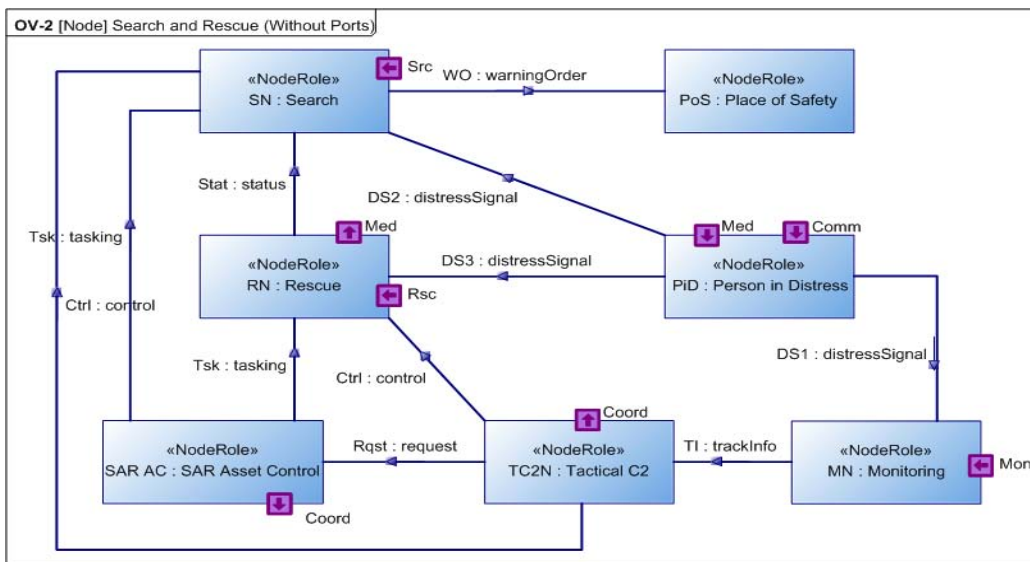 OV-2 [Node] Search and Rescue (Without Ports)
«NodeRole»
SN : Search
Src
WO : warningOrder
«NodeRole»
PoS : Place of Safety
Stat : status
DS2 : distressSignal
Tsk : tasking
Ctrl : control
Med
«NodeRole»
RN : Rescue
Rsc
DS3 : distressSignal
Med
Comm
«NodeRole»
PiD : Person in Distress
DS1 : distressSignal
Tsk : tasking
Ctrl : control
«NodeRole»
SAR AC : SAR Asset Control
Coord
Rqst : request
Coord
«NodeRole»
TC2N : Tactical C2
TI : trackInfo
«NodeRole»
MN : Monitoring
Mon